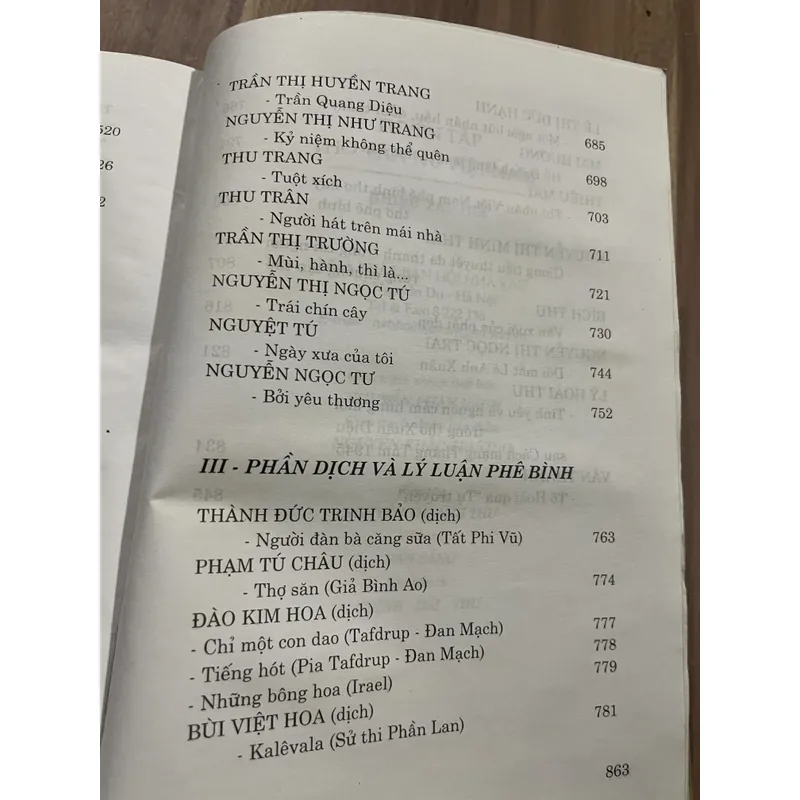 520
26
2
- TRẦN THỊ HUYỀN TRANG
- Trần Quang Diệu 685
NGUYỄN THỊ NHƯ TRANG
- Kỷ niệm không thể quên 698
THU TRANG
- Tuột xích 703
THU TRÂN
- Người hát trên mái nhà 711
TRẦN THỊ TRƯỜNG
- Mùi, hành, thì là... 721
NGUYỄN THỊ NGỌC TÚ
- Trái chín cây 730
NGUYỆT TÚ
- Ngày xưa của tôi 744
NGUYỄN NGỌC TƯ
- Bởi yêu thương 752
III - PHẦN DỊCH VÀ LÝ LUẬN PHÊ BÌNH
THÀNH ĐỨC TRINH BẢO (dịch)
- Người đàn bà căng sữa (Tất Phi Vũ) 763
PHẠM TÚ CHÂU (dịch)
- Thợ săn (Giả Bình Ao) 774
ĐÀO KIM HOA (dịch)
- Chỉ một con dao (Tafdrup - Đan Mạch) 777
- Tiếng hót (Pia Tafdrup - Đan Mạch) 778
- Những bông hoa (Irael) 779
BÙI VIỆT HOA (dịch)
- Kalêvala (Sử thi Phần Lan) 781
863